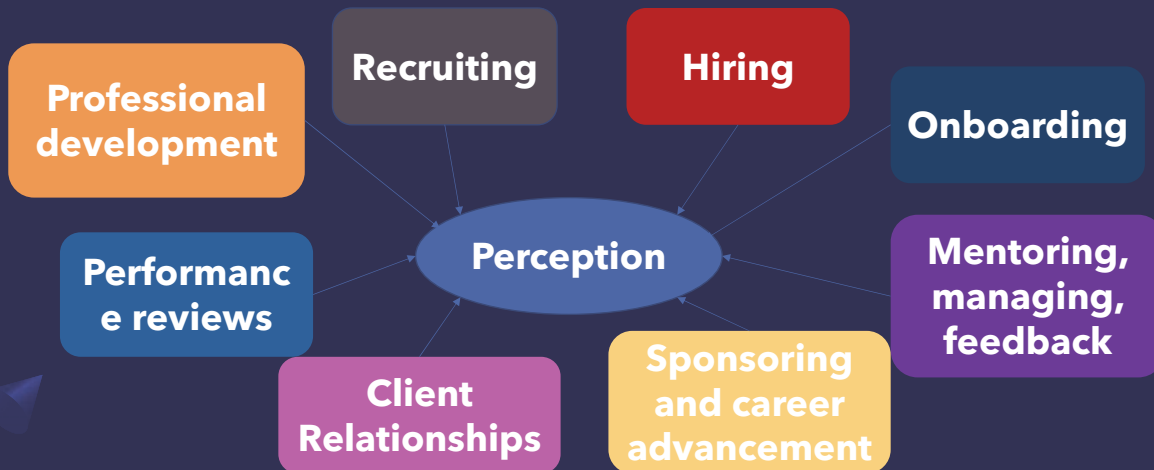 Recruiting
Hiring
Professional
development
Onboarding
Perception
Performanc
e reviews
Mentoring,
managing,
feedback
Client
Relationships
Sponsoring
and career
advancement